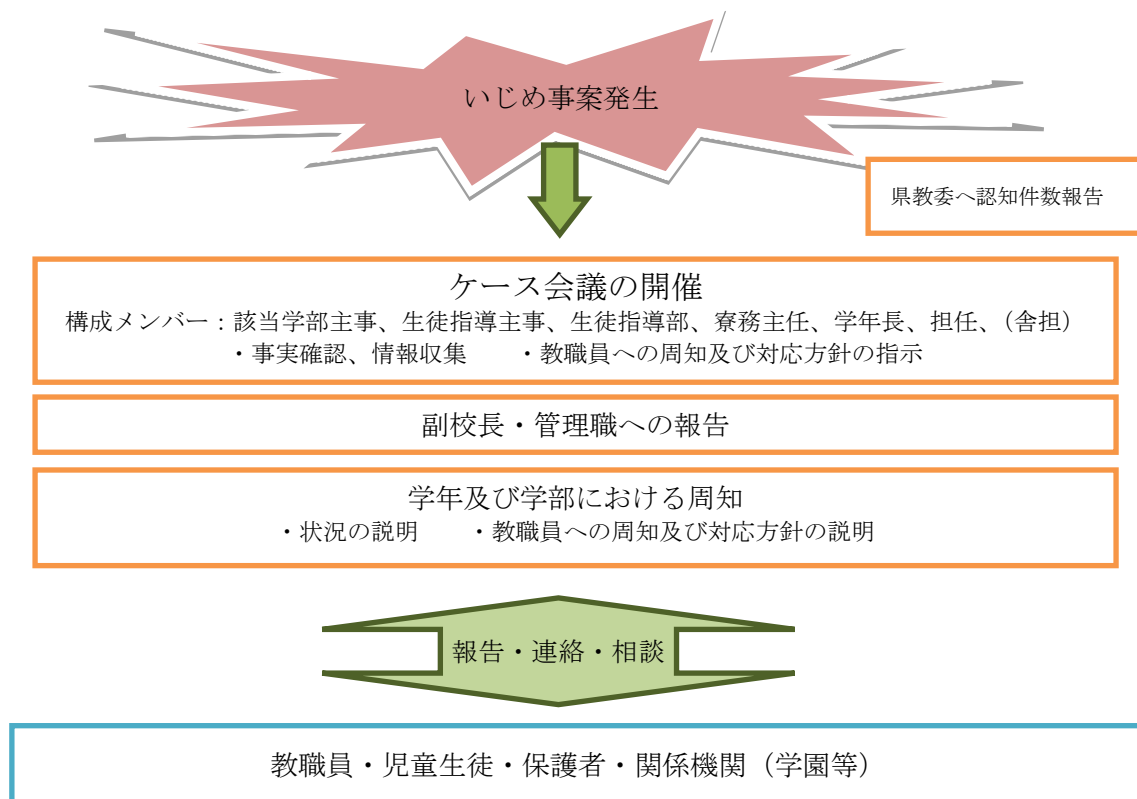 いじめ事案発生
県教委へ認知件数報告
ケース会議の開催
構成メンバー：該当学部主事、生徒指導主事、生徒指導部、寮務主任、学年長、担任、（舎担）
・事実確認、情報収集　　・教職員への周知及び対応方針の指示
副校長・管理職への報告
学年及び学部における周知
・状況の説明　　・教職員への周知及び対応方針の説明
報告・連絡・相談
教職員・児童生徒・保護者・関係機関（学園等）